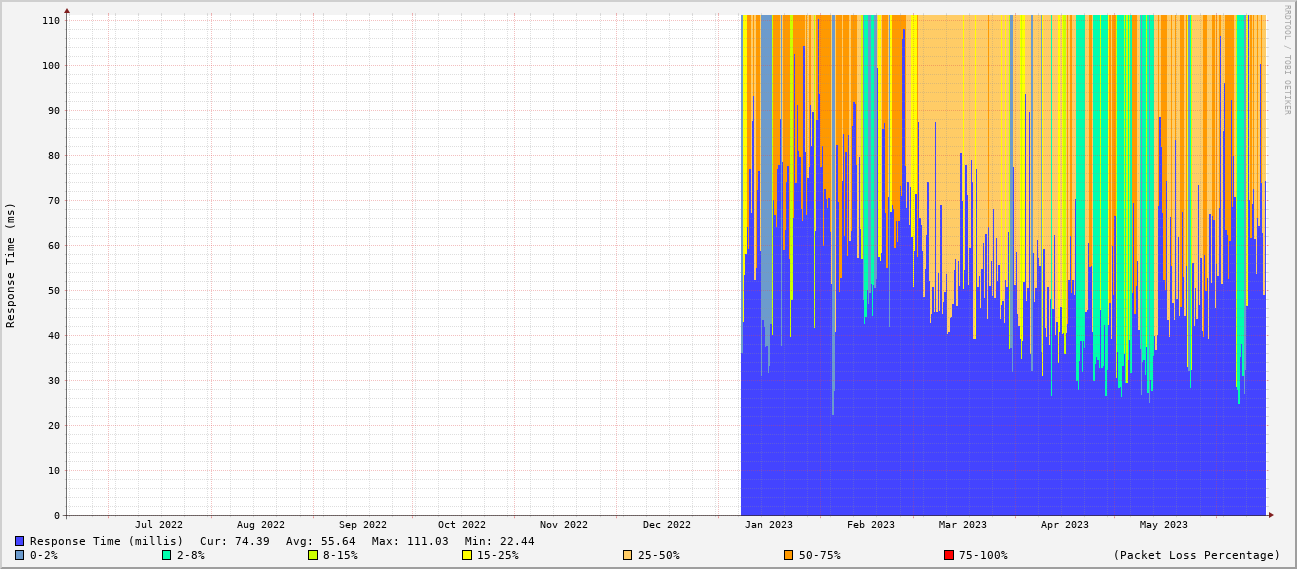 RRDTOOL / TOBI OETIKER
Response Time (ms)
110
100
90
80
70
60
50
40
30
20
10
0
Jul 2022 Aug 2022 Sep 2022 Oct 2022 Nov 2022 Dec 2022 Jan 2023 Feb 2023 Mar 2023 Apr 2023 May 2023
Response Time (millis) Cur: 74.39 Avg: 55.64 Max: 111.03 Min: 22.44
0-2% 2-8% 8-15% 15-25% 25-50% 50-75% 75-100% (Packet Loss Percentage)